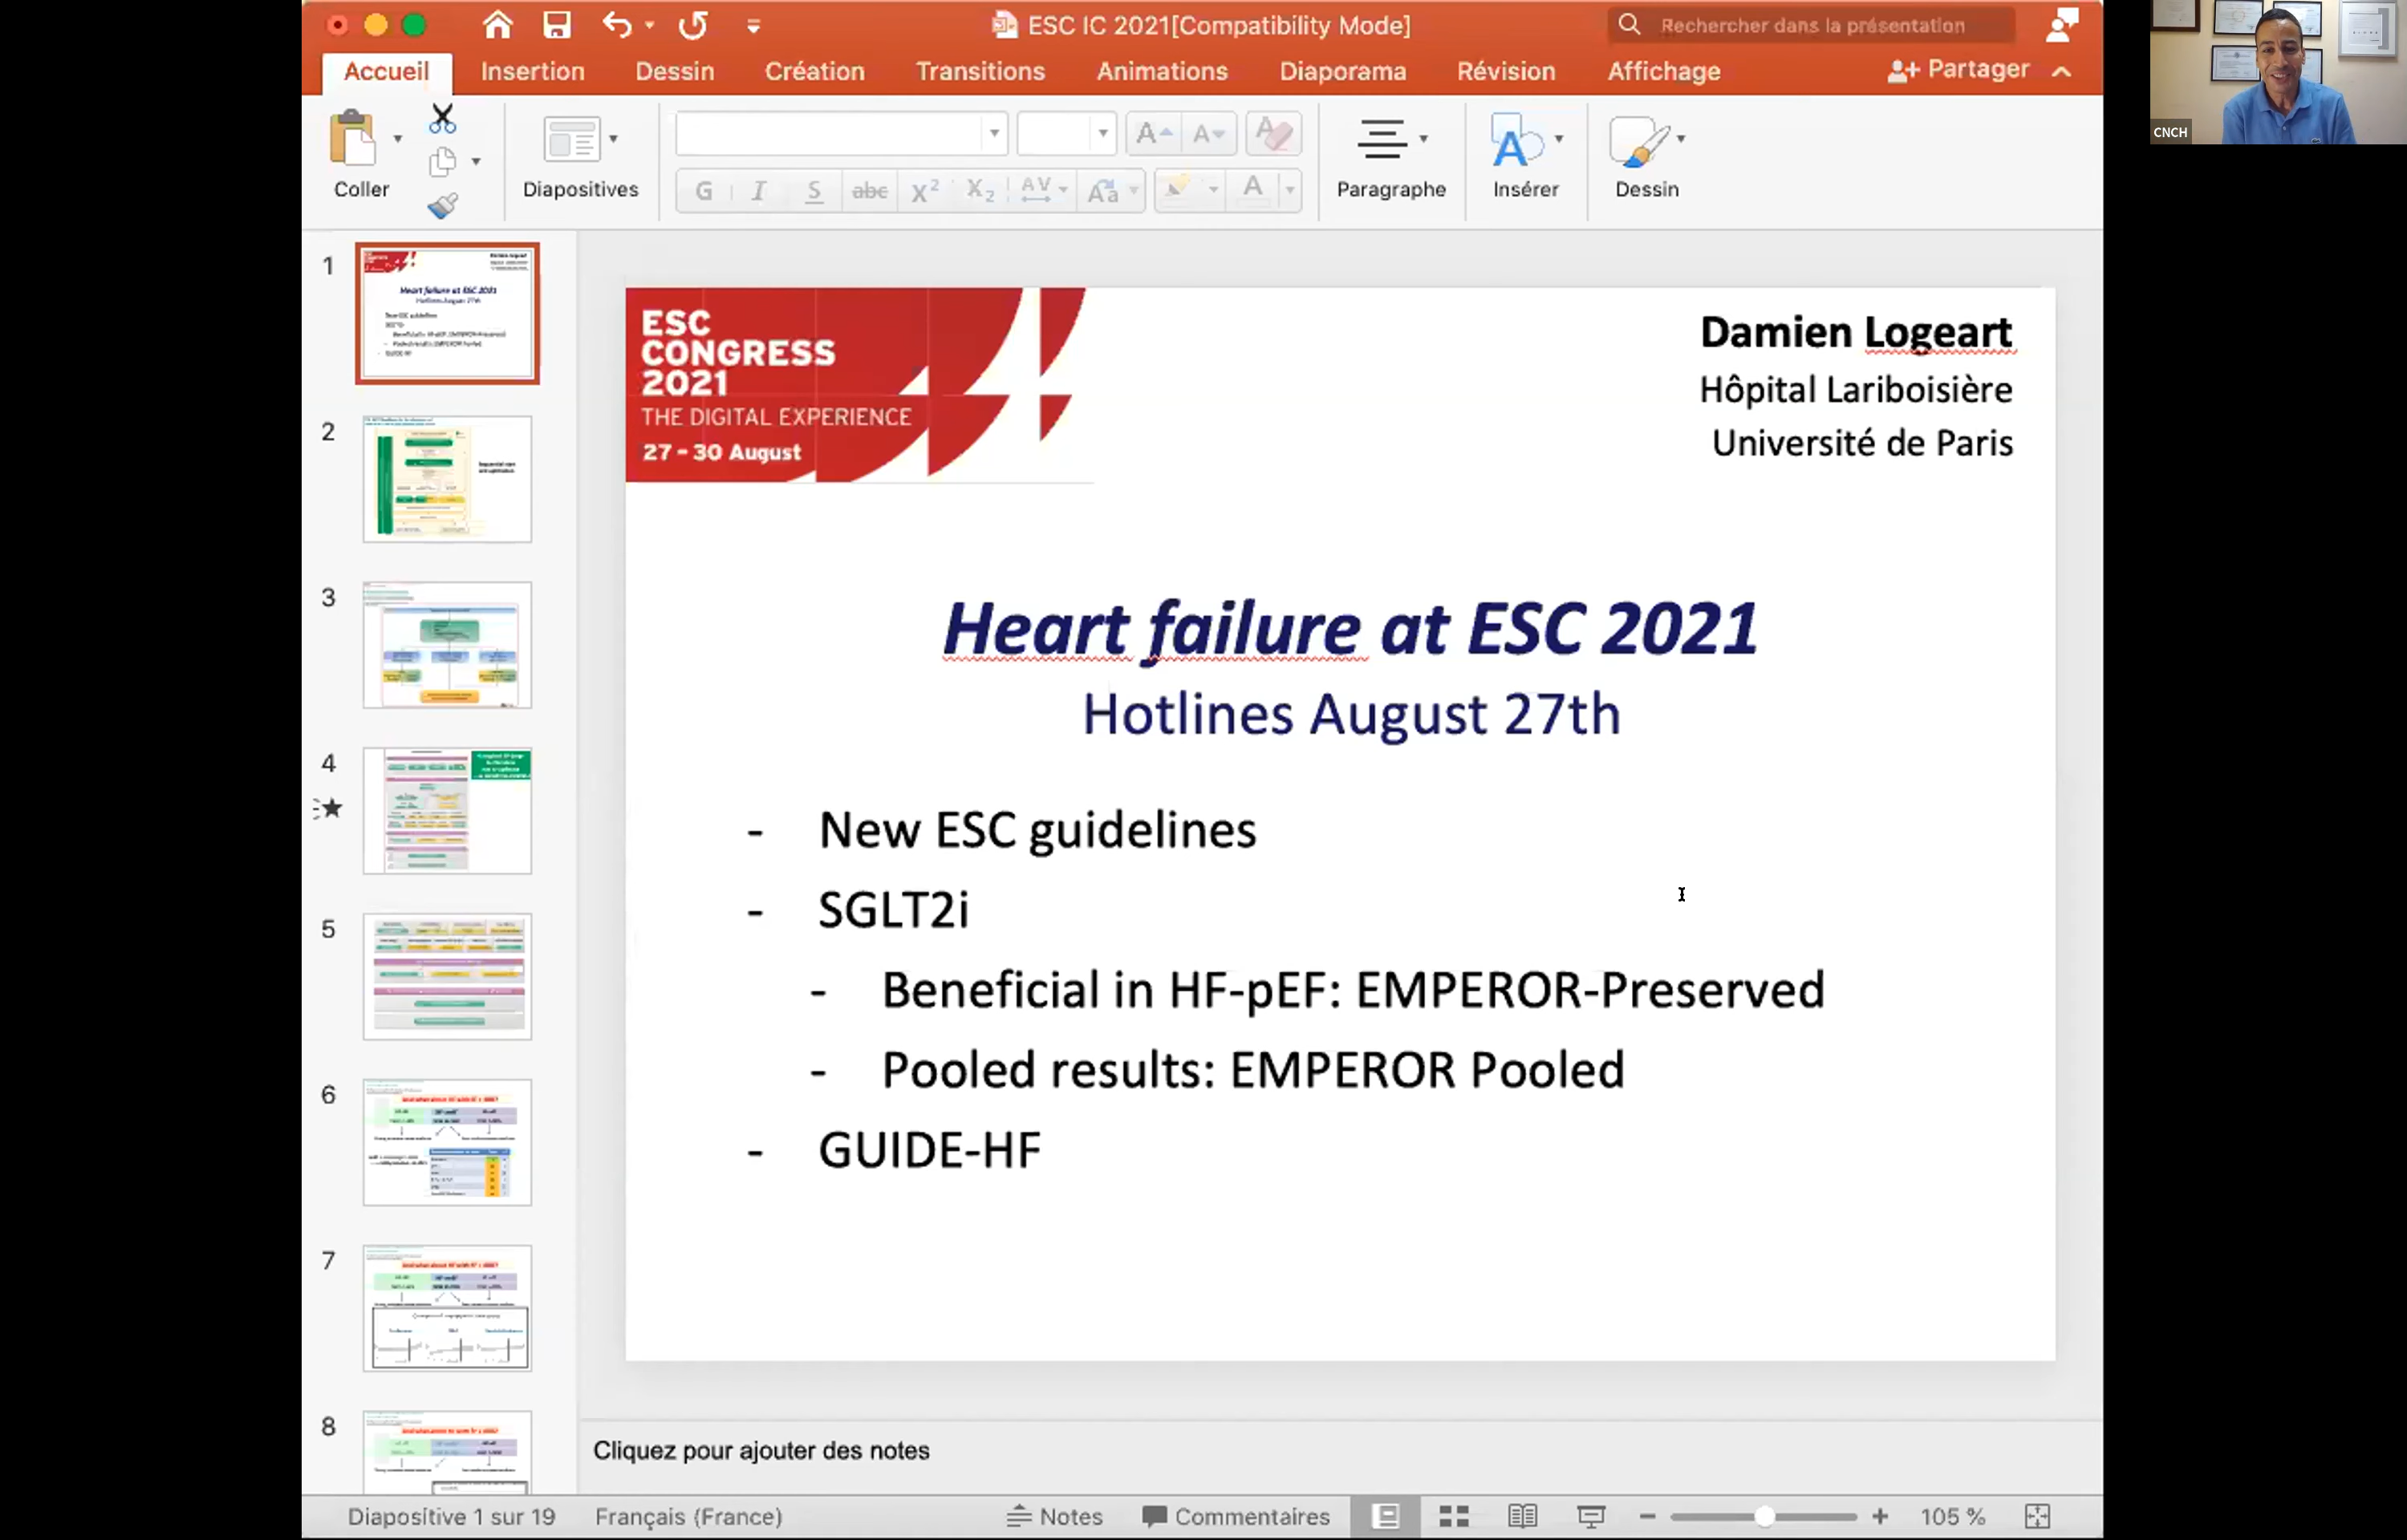 ESC IC 2021[Compatibility Mode]
Rechercher dans la présentation
Accueil
Insertion
Dessin
Création
Transitions
Animations
Diaporama
Révision
Affichage
Partager
Coller
Diapositives
Paragraphe
Insérer
Dessin
CNCH
ESC
CONGRESS
2021
THE DIGITAL EXPERIENCE
27 – 30 August
Damien Logeart
Hôpital Lariboisière
Université de Paris
Heart failure at ESC 2021
Hotlines August 27th
- New ESC guidelines
- SGLT2i
- Beneficial in HF-pEF: EMPEROR-Preserved
- Pooled results: EMPEROR Pooled
- GUIDE-HF
1
2
3
4
5
6
7
8
Cliquez pour ajouter des notes
Diapositive 1 sur 19
Français (France)
Notes
Commentaires
105 %